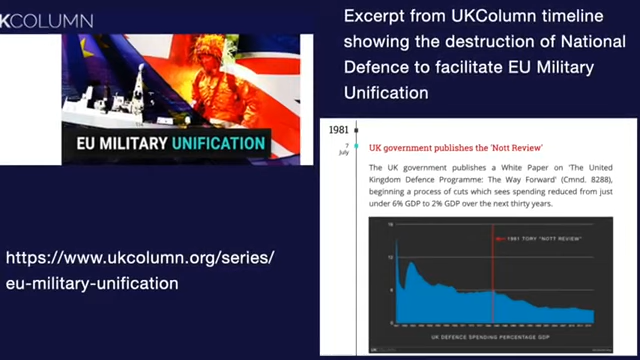 UKCOLUMN
EU MILITARY UNIFICATION
https://www.ukcolumn.org/series/
eu-military-unification
Excerpt from UKColumn timeline
showing the destruction of National
Defence to facilitate EU Military
Unification
1981
7
July
UK government publishes the 'Nott Review'
The UK government publishes a White Paper on 'The United
Kingdom Defence Programme: The Way Forward' (Cmnd. 8288),
beginning a process of cuts which sees spending reduced from just
under 6% GDP to 2% GDP over the next thirty years.
1981 TORY "NOTT REVIEW"
UK DEFENCE SPENDING PERCENTAGE GDP